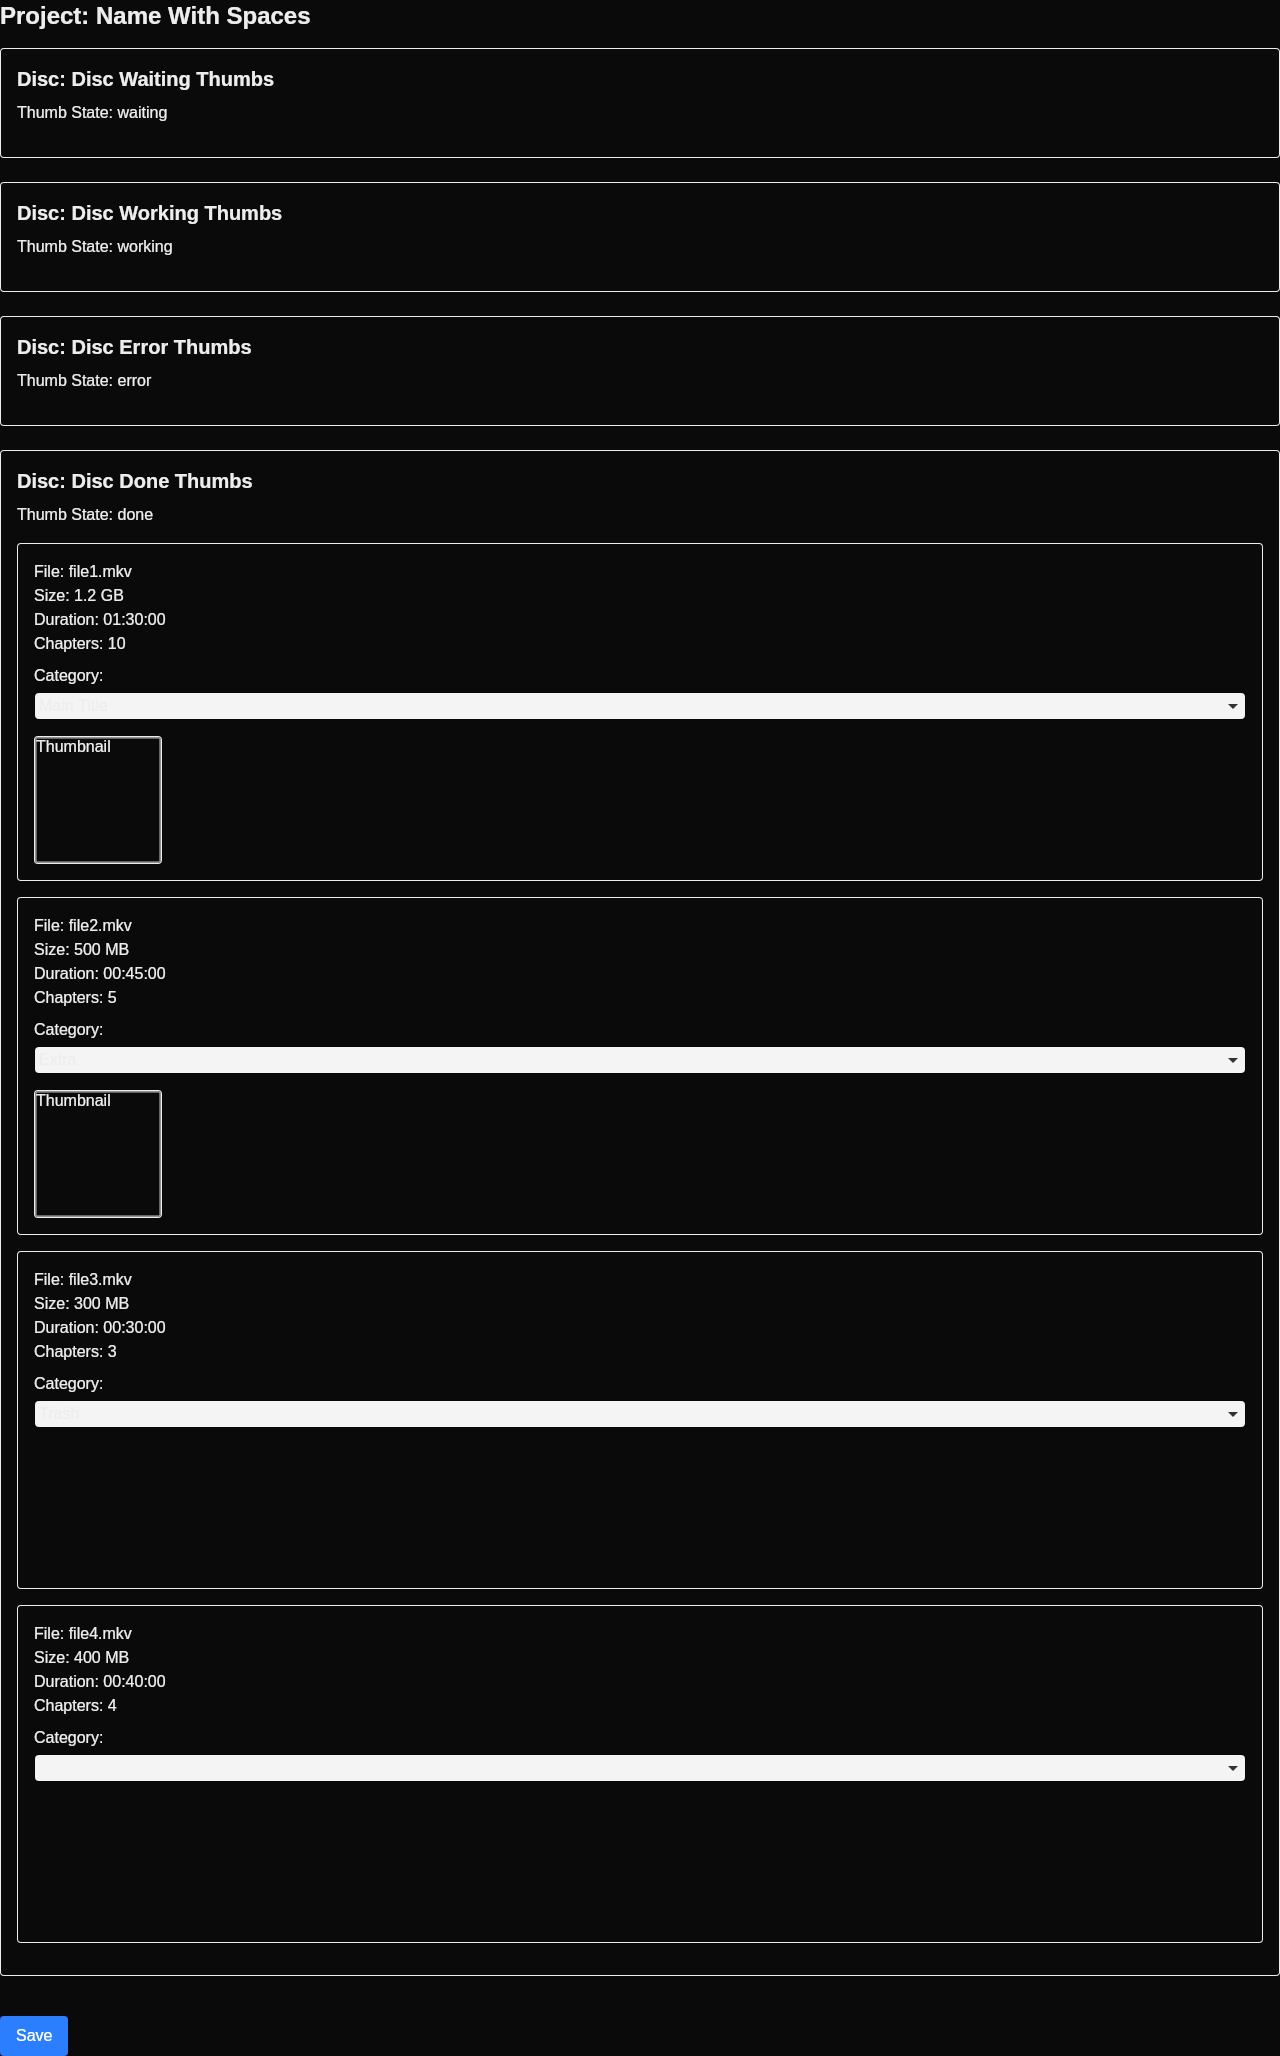 Project: Name With Spaces
Disc: Disc Waiting Thumbs
Thumb State: waiting
Disc: Disc Working Thumbs
Thumb State: working
Disc: Disc Error Thumbs
Thumb State: error
Disc: Disc Done Thumbs
Thumb State: done
File: file1.mkv
Size: 1.2 GB
Duration: 01:30:00
Chapters: 10
Category:
Main Title
Thumbnail
File: file2.mkv
Size: 500 MB
Duration: 00:45:00
Chapters: 5
Category:
Extra
Thumbnail
File: file3.mkv
Size: 300 MB
Duration: 00:30:00
Chapters: 3
Category:
Trash
File: file4.mkv
Size: 400 MB
Duration: 00:40:00
Chapters: 4
Category:
Save